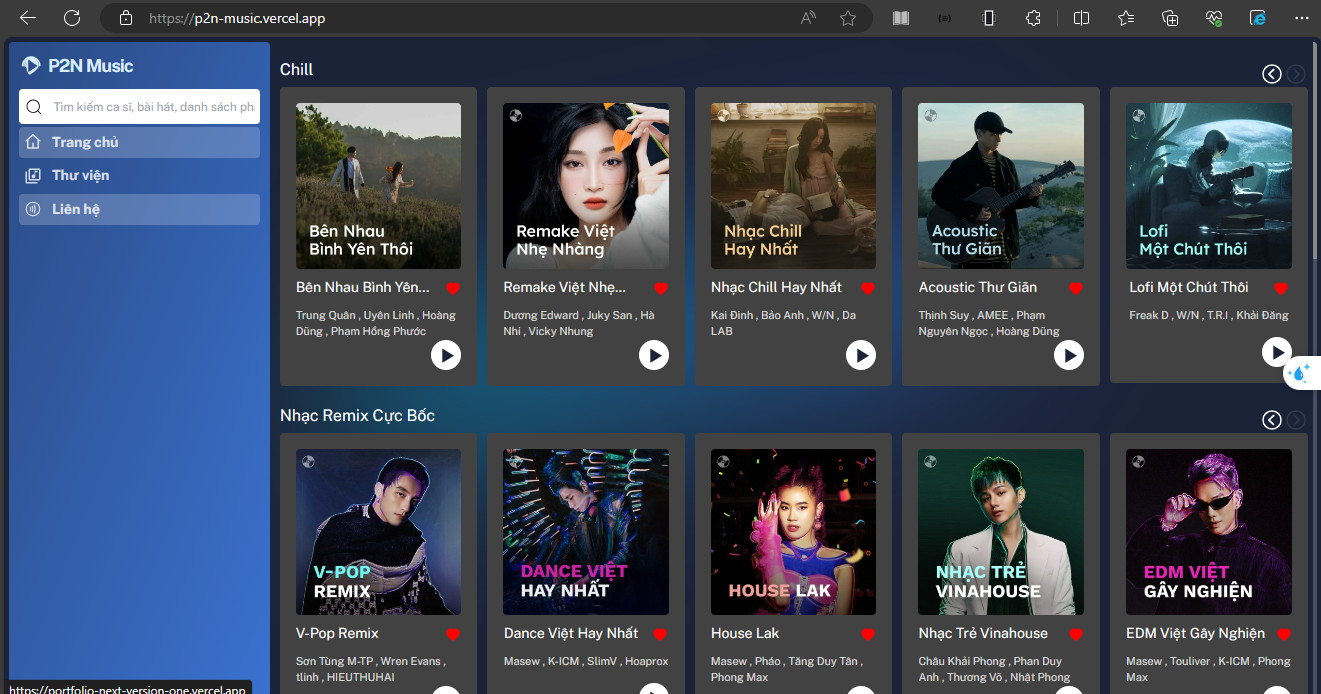 https://p2n-music.vercel.app
P2N Music
Tìm kiếm ca sĩ, bài hát, danh sách phá
Trang chủ
Thư viện
Liên hệ
Chill
Bên Nhau
Bình Yên Thôi
Remake Việt
Nhẹ Nhàng
Nhạc Chill
Hay Nhất
Acoustic
Thư Giãn
Lofi
Một Chút Thôi
Bên Nhau Bình Yên...
Remake Việt Nhẹ...
Nhạc Chill Hay Nhất
Acoustic Thư Giãn
Lofi Một Chút Thôi
Trung Quân , Uyên Linh , Hoàng
Dũng , Phạm Hồng Phước
Dương Edward , Juky San , Hà
Nhi , Vicky Nhung
Kai Đinh , Bảo Anh , W/N , Da
LAB
Thịnh Suy , AMEE , Phạm
Nguyên Ngọc , Hoàng Dũng
Freak D , W/N , T.R.I , Khải Đăng
Nhạc Remix Cực Bốc
V-POP
REMIX
DANCE VIỆT
HAY NHẤT
HOUSE LAK
NHẠC TRẺ
VINAHOUSE
EDM VIỆT
GÂY NGHIỆN
V-Pop Remix
Dance Việt Hay Nhất
House Lak
Nhạc Trẻ Vinahouse
EDM Việt Gây Nghiện
Sơn Tùng M-TP , Wren Evans ,
tlinh , HIEUTHUHAI
Masew , K-ICM , SlimV , Hoaprox
Masew , Pháo , Tăng Duy Tân ,
Phong Max
Châu Khải Phong , Phan Duy
Anh , Thương Võ , Nhật Phong
Masew , Touliver , K-ICM , Phong
Max
https://portfolio-next-version-one.vercel.app